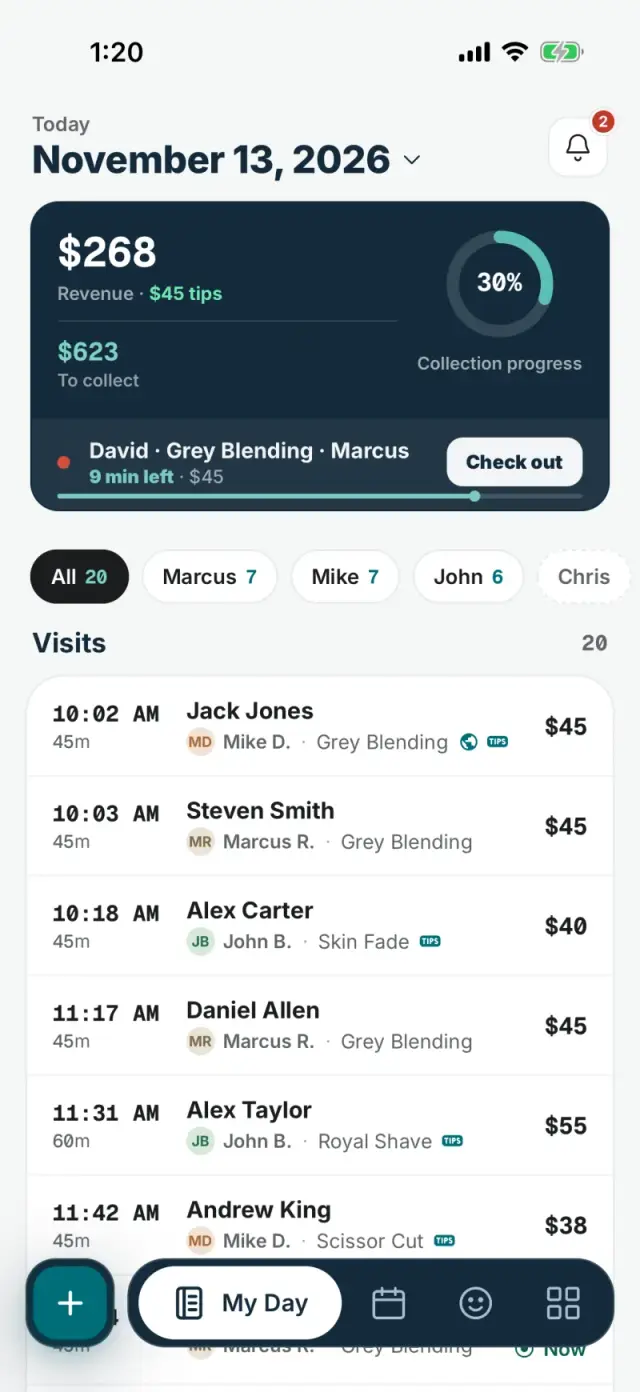 1:20
Today
November 13, 2026
2
$268
Revenue · $45 tips
30%
$623
To collect
Collection progress
David · Grey Blending · Marcus
9 min left · $45
Check out
All 20
Marcus 7
Mike 7
John 6
Chris
Visits
20
10:02 AM
Jack Jones
$45
45m
MD Mike D. · Grey Blending TIPS
10:03 AM
Steven Smith
$45
45m
MR Marcus R. · Grey Blending
10:18 AM
Alex Carter
$40
45m
JB John B. · Skin Fade TIPS
11:17 AM
Daniel Allen
$45
45m
MR Marcus R. · Grey Blending
11:31 AM
Alex Taylor
$55
60m
JB John B. · Royal Shave TIPS
11:42 AM
Andrew King
$38
45m
MD Mike D. · Scissor Cut TIPS
My Day
45m
MR Marcus R. · Grey Blending
Now